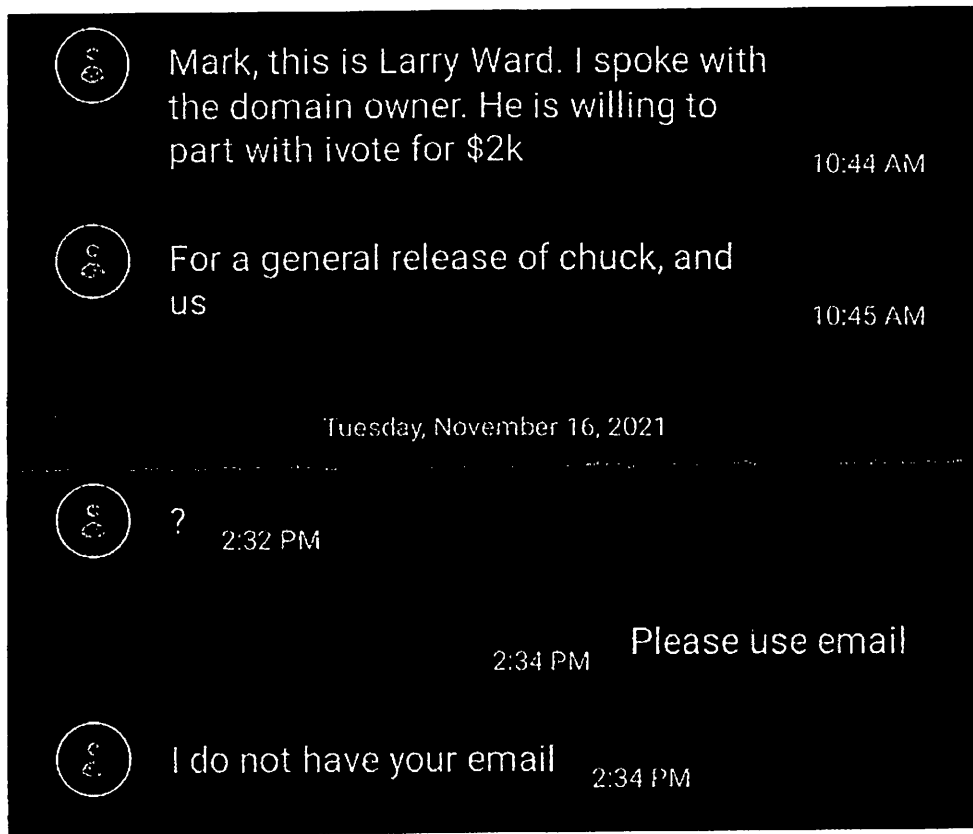 Mark, this is Larry Ward. I spoke with
the domain owner. He is willing to
part with ivote for $2k
10:44 AM
For a general release of chuck, and
us
10:45 AM
Tuesday, November 16, 2021
?
2:32 PM
Please use email
2:34 PM
I do not have your email
2:34 PM